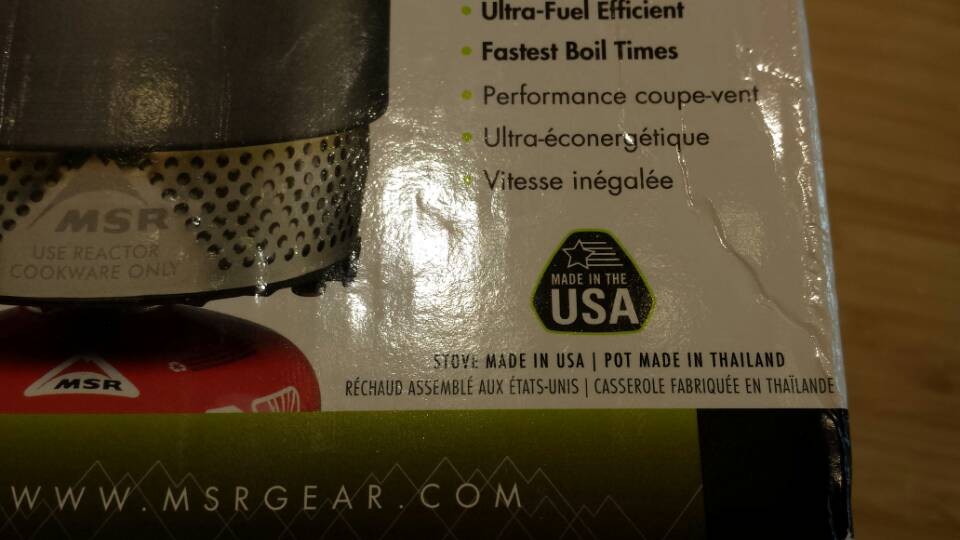 Ultra-Fuel Efficient
Fastest Boil Times
Performance coupe-vent
Ultra-éconergétique
Vitesse inégalée
MSR
USE REACTOR
COOKWARE ONLY
MADE IN THE
USA
MSR
STOVE MADE IN USA | POT MADE IN THAILAND
RÉCHAUD ASSEMBLÉ AUX ÉTATS-UNIS | CASSEROLE FABRIQUÉE EN THAÏLANDE
WWW.MSRGEAR.COM